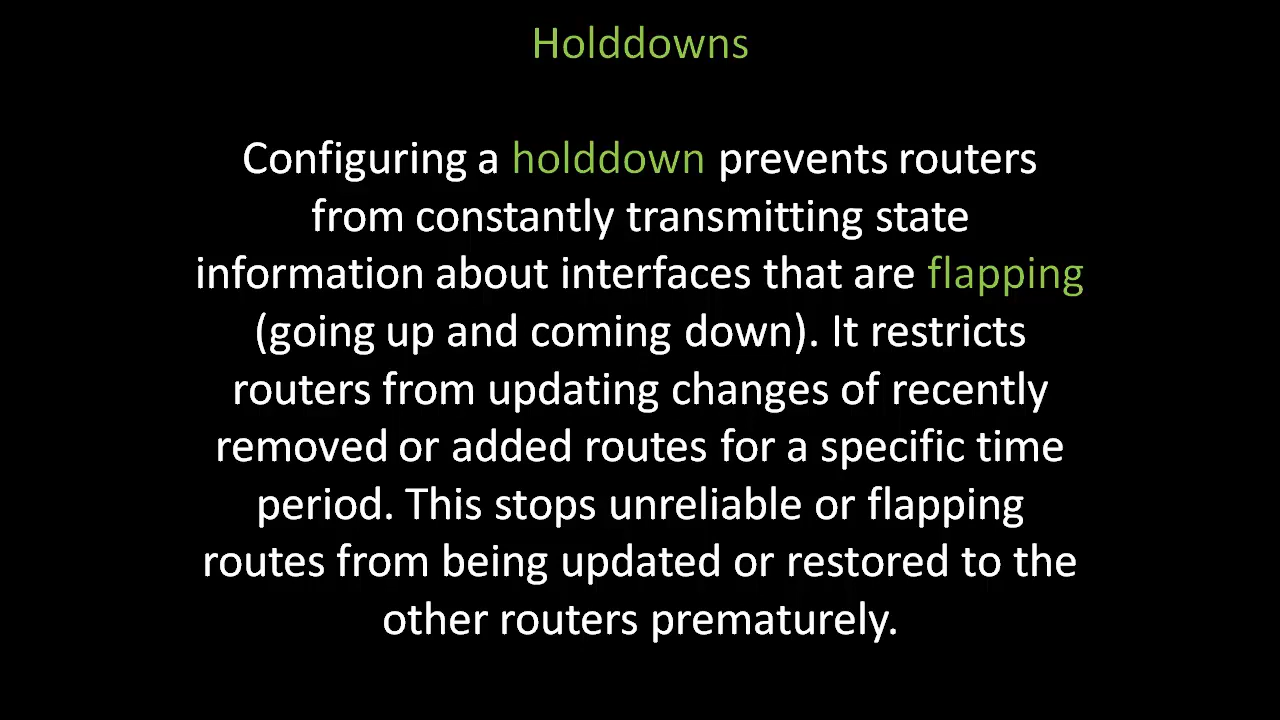 Holddowns
Configuring a holddown prevents routers
from constantly transmitting state
information about interfaces that are flapping
(going up and coming down). It restricts
routers from updating changes of recently
removed or added routes for a specific time
period. This stops unreliable or flapping
routes from being updated or restored to the
other routers prematurely.